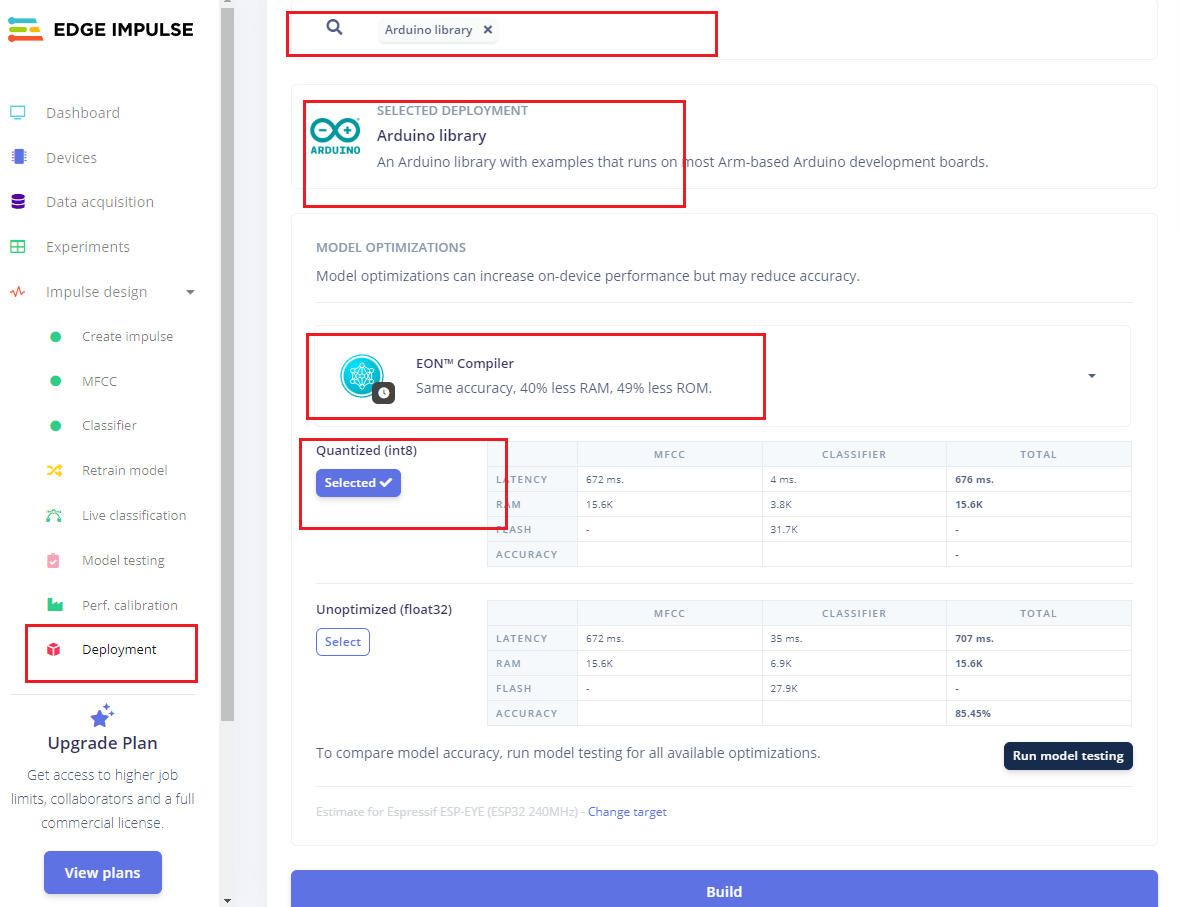 EDGE IMPULSE
Dashboard
Devices
Data acquisition
Experiments
Impulse design
Create impulse
MFCC
Classifier
Retrain model
Live classification
Model testing
Perf. calibration
Deployment
Upgrade Plan
Get access to higher job
limits, collaborators and a full
commercial license.
View plans
Arduino library ×
ARDUINO
SELECTED DEPLOYMENT
Arduino library
An Arduino library with examples that runs on most Arm-based Arduino development boards.
MODEL OPTIMIZATIONS
Model optimizations can increase on-device performance but may reduce accuracy.
EON™ Compiler
Same accuracy, 40% less RAM, 49% less ROM.
Quantized (int8)
Selected ✓
MFCC CLASSIFIER TOTAL
LATENCY 672 ms. 4 ms. 676 ms.
RAM 15.6K 3.8K 15.6K
FLASH - 31.7K -
ACCURACY -
Unoptimized (float32)
Select
MFCC CLASSIFIER TOTAL
LATENCY 672 ms. 35 ms. 707 ms.
RAM 15.6K 6.9K 15.6K
FLASH - 27.9K -
ACCURACY 85.45%
To compare model accuracy, run model testing for all available optimizations.
Run model testing
Estimate for Espressif ESP-EYE (ESP32 240MHz) - Change target
Build